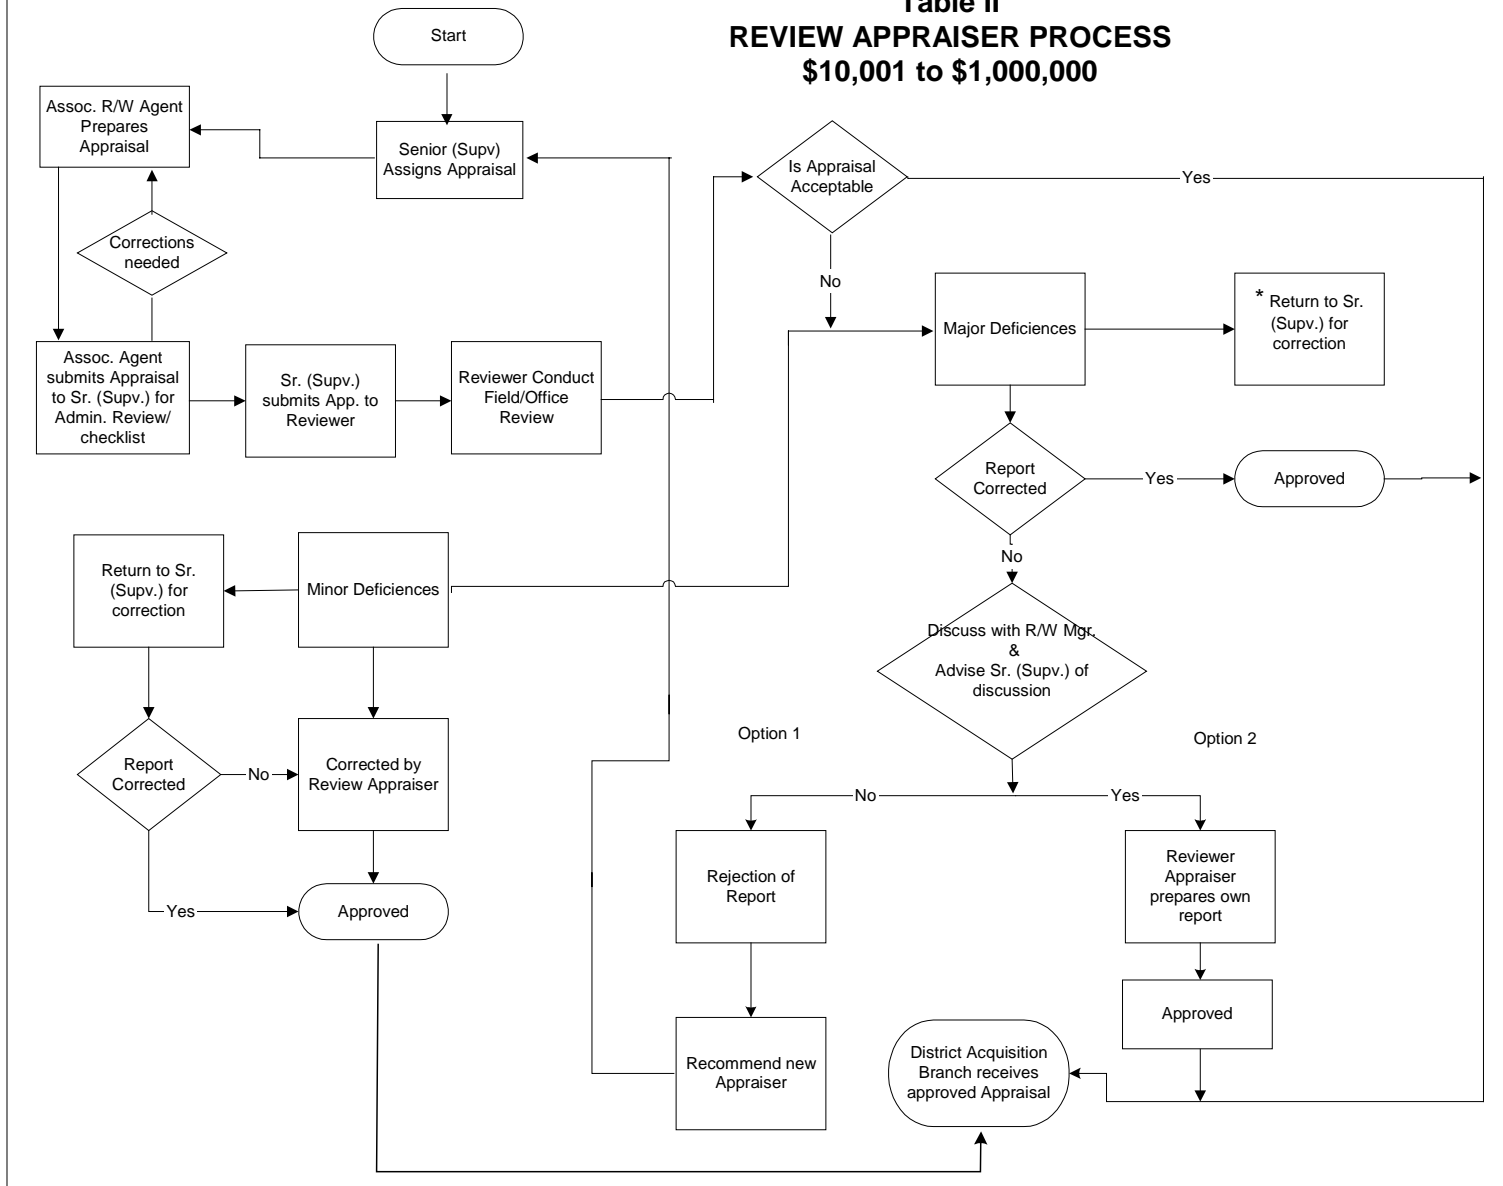 Table II
REVIEW APPRAISER PROCESS
$10,001 to $1,000,000
Start
Assoc. R/W Agent
Prepares
Appraisal
Senior (Supv)
Assigns Appraisal
Is Appraisal
Acceptable
Yes
Corrections
needed
No
Major Deficiences
* Return to Sr.
(Supv.) for
correction
Assoc. Agent
submits Appraisal
to Sr. (Supv.) for
Admin. Review/
checklist
Sr. (Supv.)
submits App. to
Reviewer
Reviewer Conduct
Field/Office
Review
Report
Corrected
Yes
Approved
No
Return to Sr.
(Supv.) for
correction
Minor Deficiences
Discuss with R/W Mgr.
&
Advise Sr. (Supv.) of
discussion
Option 1
Option 2
Report
Corrected
No
Corrected by
Review Appraiser
No
Yes
Rejection of
Report
Reviewer
Appraiser
prepares own
report
Yes
Approved
Approved
Recommend new
Appraiser
District Acquisition
Branch receives
approved Appraisal